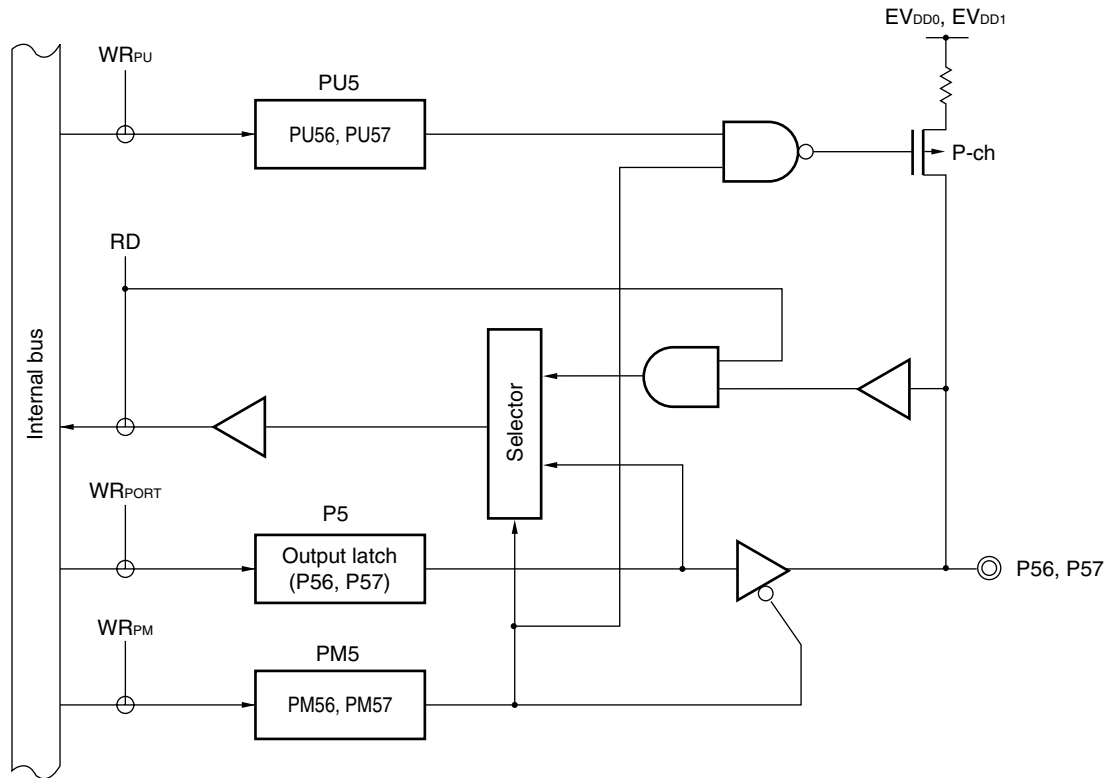 EVDD0, EVDD1
WRPU
PU5
PU56, PU57
P-ch
RD
Internal bus
Selector
WRPORT
P5
Output latch
(P56, P57)
P56, P57
WRPM
PM5
PM56, PM57